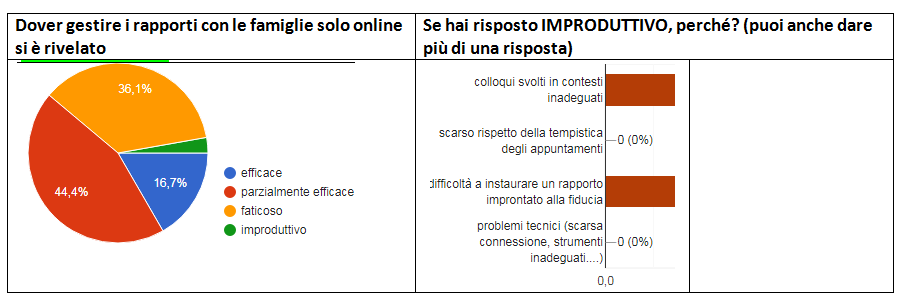 Dover gestire i rapporti con le famiglie solo online
si è rivelato
Se hai risposto IMPRODUTTIVO, perché? (puoi anche dare
più di una risposta)
36,1%
44,4%
16,7%
efficace
parzialmente efficace
faticoso
improduttivo
colloqui svolti in contesti
inadeguati
scarso rispetto della tempistica
degli appuntamenti
0 (0%)
difficoltà a instaurare un rapporto
improntato alla fiducia
problemi tecnici (scarsa
connessione, strumenti
inadeguati....)
0 (0%)
0,0